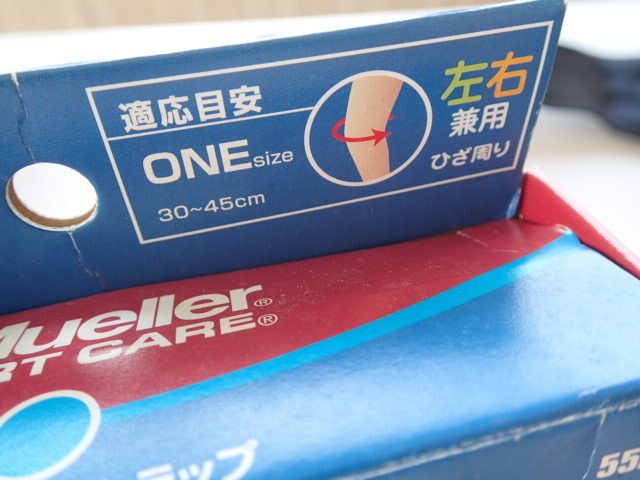 適応目安
ONE size
30~45cm
左右
兼用
ひざ周り
Mueller®
CARE®
ラップ